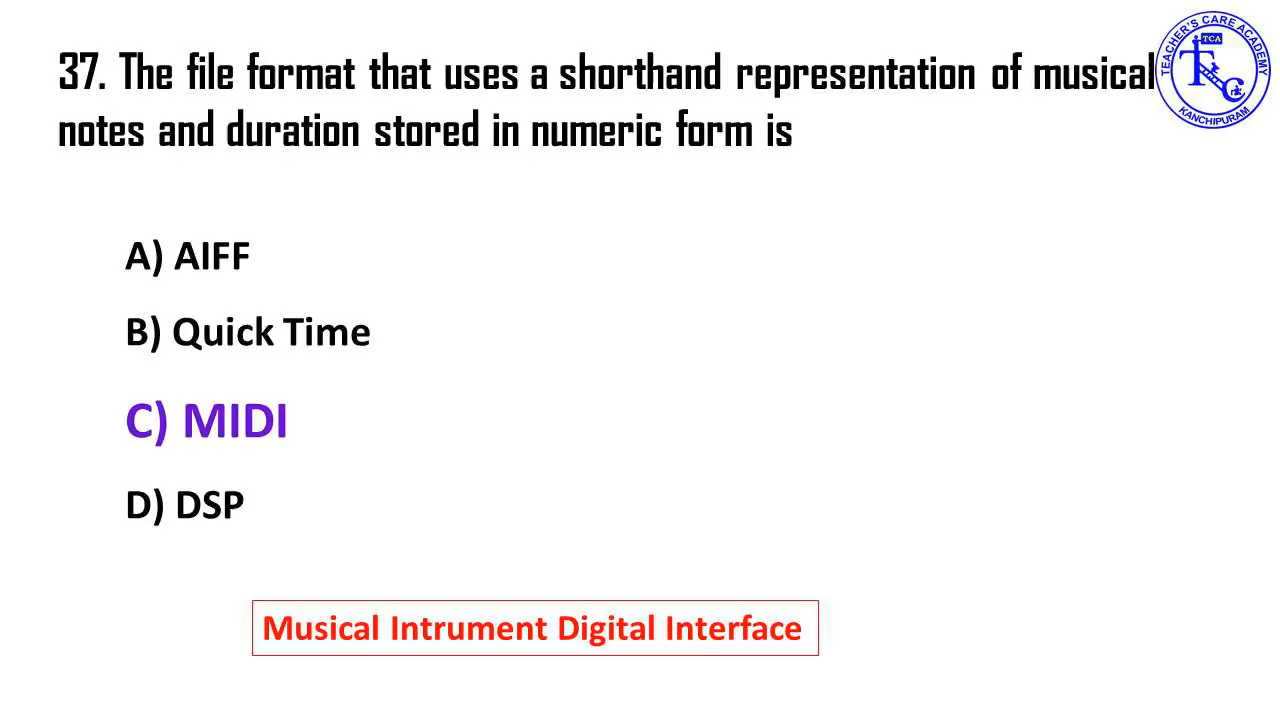 37. The file format that uses a shorthand representation of musical
notes and duration stored in numeric form is
TEACHER'S CARE ACADEMY
TCA
KANCHIPURAM
A) AIFF
B) Quick Time
C) MIDI
D) DSP
Musical Intrument Digital Interface